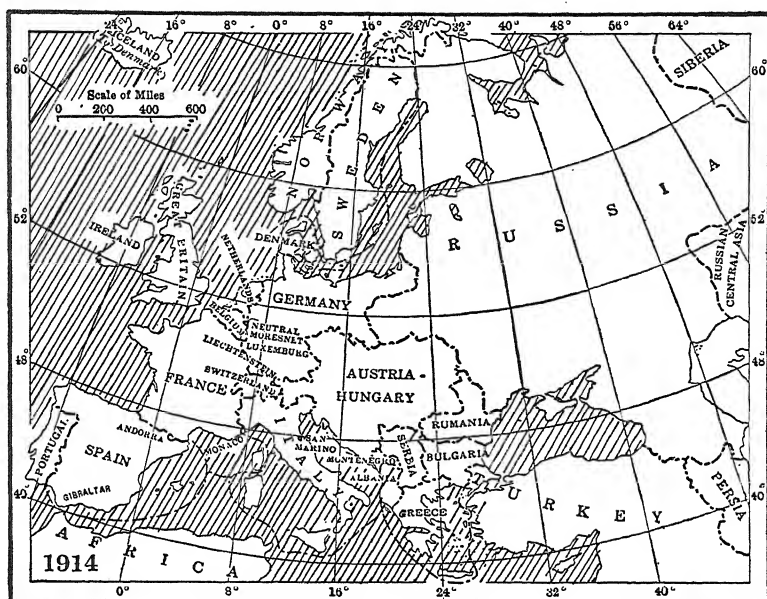 24° 16° 8° 0° 8° 16° 24° 32° 40° 48° 56° 64°
ICELAND
(Denmark)
60°
Scale of Miles
0 200 400 600
SIBERIA
60°
NORWAY
SWEDEN
RUSSIA
52°
GREAT BRITAIN
IRELAND
DENMARK
NETHERLANDS
GERMANY
RUSSIAN
CENTRAL ASIA
52°
BELGIUM
NEUTRAL
MORESNET
LUXEMBURG
LIECHTENSTEIN
SWITZERLAND
48°
FRANCE
AUSTRIA-
HUNGARY
48°
RUMANIA
ANDORRA
MONACO
ITALY
SAN
MARINO
MONTENEGRO
SERBIA
BULGARIA
ALBANIA
PORTUGAL
SPAIN
GIBRALTAR
GREECE
TURKEY
PERSIA
40°
40°
AFRICA
1914
0° 8° 16° 24° 32° 40°